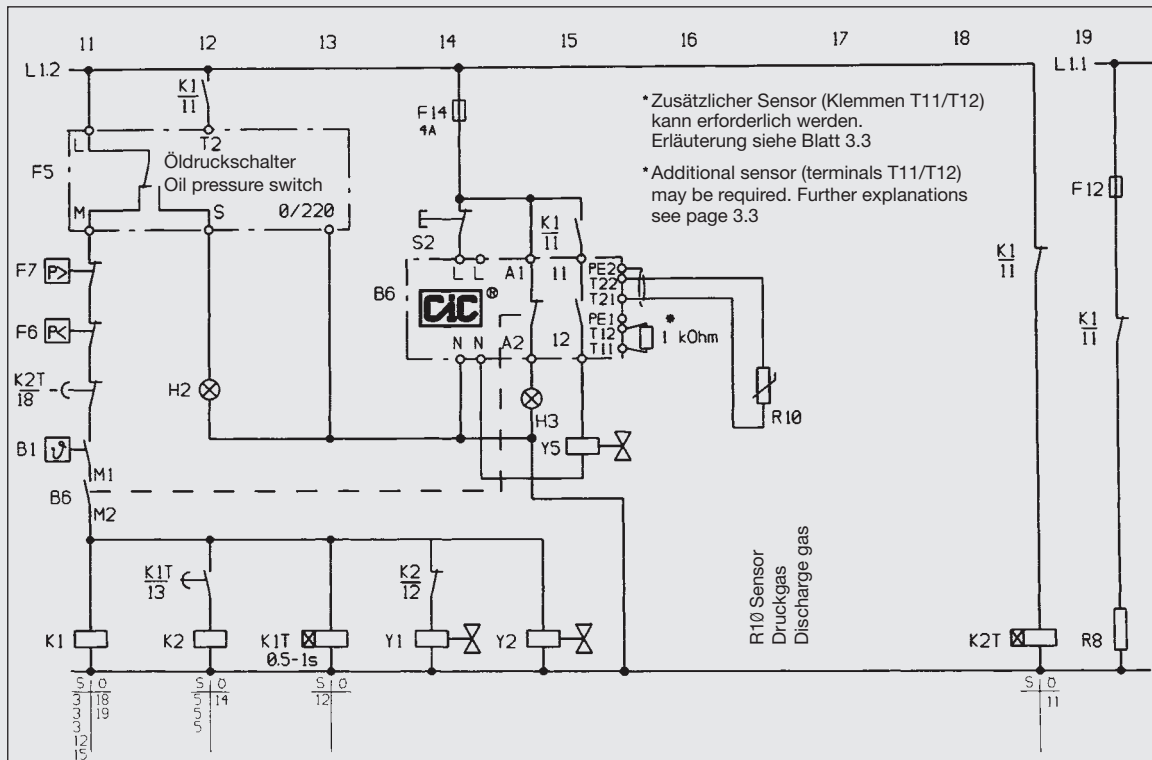 11 12 13 14 15 16 17 18 19
L1.2
L1.1
K1
11
F14
4A
* Zusätzlicher Sensor (Klemmen T11/T12)
kann erforderlich werden.
Erläuterung siehe Blatt 3.3
* Additional sensor (terminals T11/T12)
may be required. Further explanations
see page 3.3
L
T2
F5
Öldruckschalter
Oil pressure switch
M
S
0/220
F12
S2
K1
11
K1
11
L L A1 11
PE2
T22
T21
PE1
T12
T11
*
1 kOhm
B6
CIC ®
N N A2 12
F7
P>
F6
P<
K1
11
K2T
18
H2
H3
R10
B1
ϑ
Y5
M1
B6
M2
R10 Sensor
Druckgas
Discharge gas
K1T
13
K2
12
K1
K2
K1T
0.5-1s
Y1
Y2
K2T
R8
S Ö
3 18
3 19
3
12
15
S Ö
5 14
5
5
S Ö
12
S Ö
11